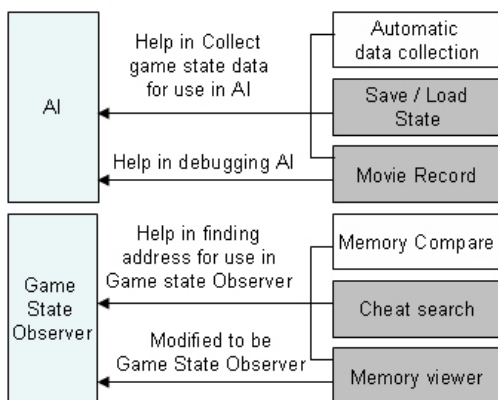 AI
Help in Collect
game state data
for use in AI
Help in debugging AI
Automatic
data collection
Save / Load
State
Movie Record
Game
State
Observer
Help in finding
address for use in
Game state Observer
Modified to be
Game State Observer
Memory Compare
Cheat search
Memory viewer